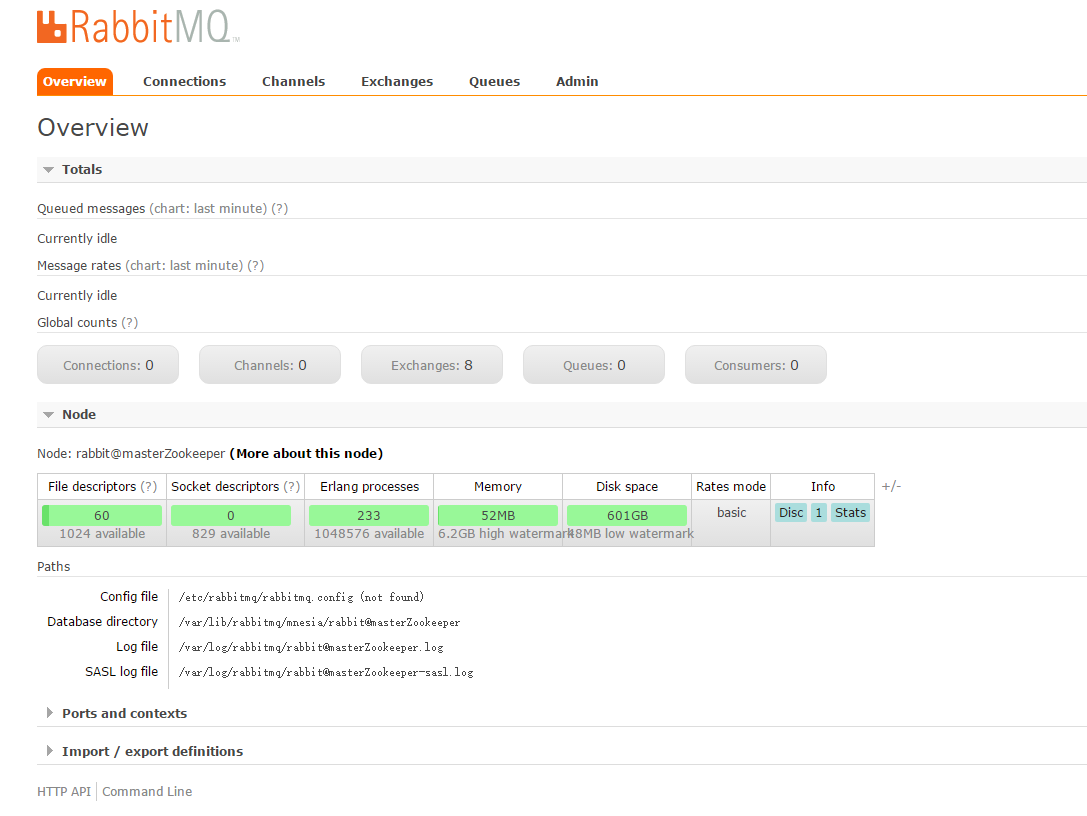 RabbitMQ™
Overview Connections Channels Exchanges Queues Admin
Overview
Totals
Queued messages (chart: last minute) (?)
Currently idle
Message rates (chart: last minute) (?)
Currently idle
Global counts (?)
Connections: 0 Channels: 0 Exchanges: 8 Queues: 0 Consumers: 0
Node
Node: rabbit@masterZookeeper (More about this node)
File descriptors (?) Socket descriptors (?) Erlang processes Memory Disk space Rates mode Info +/-
60 0 233 52MB 601GB basic Disc 1 Stats
1024 available 829 available 1048576 available 6.2GB high watermark 48MB low watermark
Paths
Config file /etc/rabbitmq/rabbitmq.config (not found)
Database directory /var/lib/rabbitmq/mnesia/rabbit@masterZookeeper
Log file /var/log/rabbitmq/rabbit@masterZookeeper.log
SASL log file /var/log/rabbitmq/rabbit@masterZookeeper-sasl.log
Ports and contexts
Import / export definitions
HTTP API Command Line